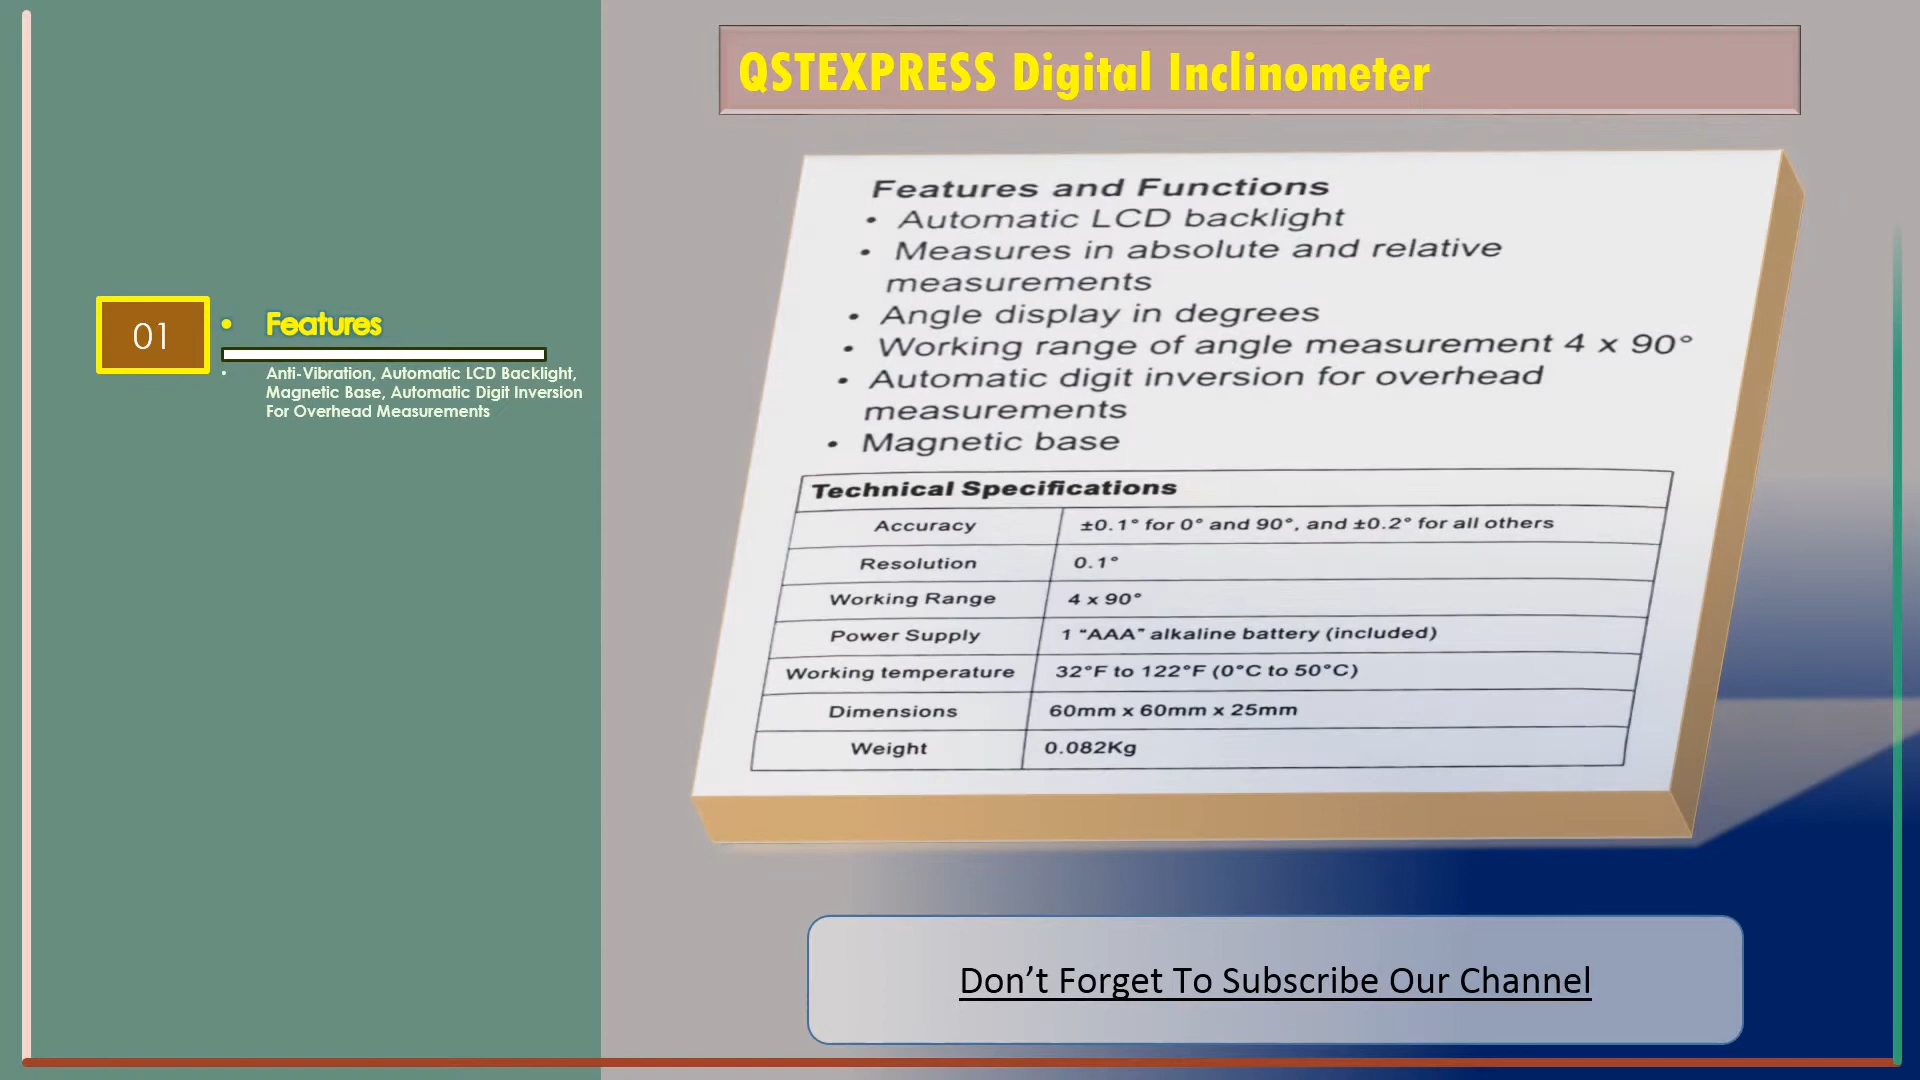 QSTEXPRESS Digital Inclinometer
01
• Features
• Anti-Vibration, Automatic LCD Backlight,
Magnetic Base, Automatic Digit Inversion
For Overhead Measurements
Features and Functions
• Automatic LCD backlight
• Measures in absolute and relative
measurements
• Angle display in degrees
• Working range of angle measurement 4 x 90°
• Automatic digit inversion for overhead
measurements
• Magnetic base
Technical Specifications
Accuracy ±0.1° for 0° and 90°, and ±0.2° for all others
Resolution 0.1°
Working Range 4 x 90°
Power Supply 1 “AAA” alkaline battery (included)
Working temperature 32°F to 122°F (0°C to 50°C)
Dimensions 60mm x 60mm x 25mm
Weight 0.082Kg
Don’t Forget To Subscribe Our Channel